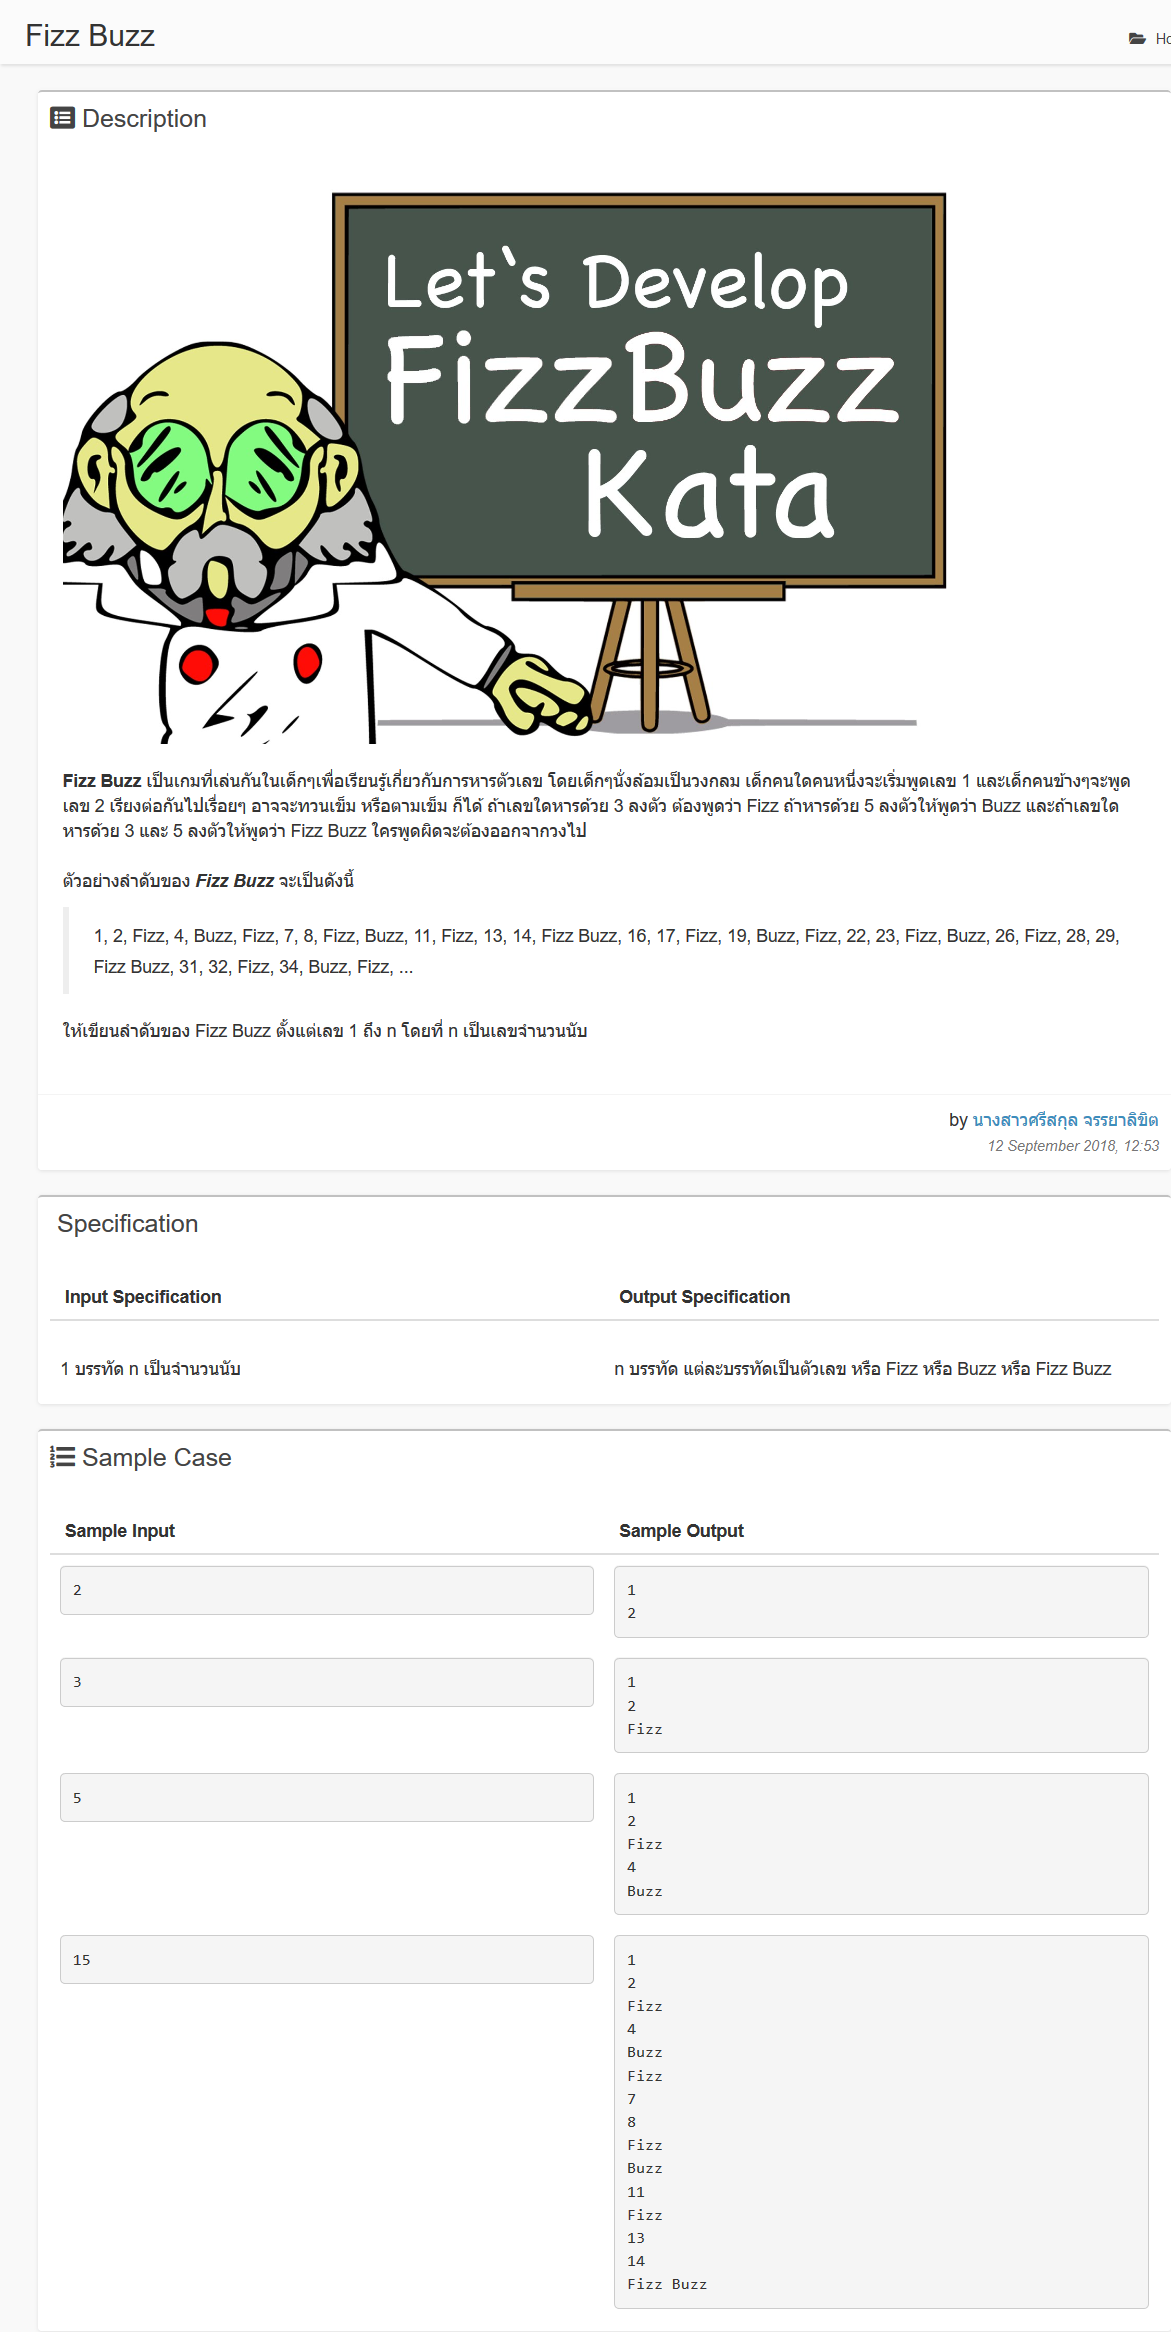 Fizz Buzz
Description
Let's Develop
FizzBuzz
Kata
Fizz Buzz เป็นเกมที่เล่นกันในเด็กๆเพื่อเรียนรู้เกี่ยวกับการหารตัวเลข โดยเด็กๆนั่งล้อมเป็นวงกลม เด็กคนใดคนหนึ่งจะเริ่มพูดเลข 1 และเด็กคนข้างๆจะพูด
เลข 2 เรียงต่อกันไปเรื่อยๆ อาจจะทวนเข็ม หรือตามเข็ม ก็ได้ ถ้าเลขใดหารด้วย 3 ลงตัว ต้องพูดว่า Fizz ถ้าหารด้วย 5 ลงตัวให้พูดว่า Buzz และถ้าเลขใด
หารด้วย 3 และ 5 ลงตัวให้พูดว่า Fizz Buzz ใครพูดผิดจะต้องออกจากวงไป
ตัวอย่างลำดับของ Fizz Buzz จะเป็นดังนี้
1, 2, Fizz, 4, Buzz, Fizz, 7, 8, Fizz, Buzz, 11, Fizz, 13, 14, Fizz Buzz, 16, 17, Fizz, 19, Buzz, Fizz, 22, 23, Fizz, Buzz, 26, Fizz, 28, 29,
Fizz Buzz, 31, 32, Fizz, 34, Buzz, Fizz, ...
ให้เขียนลำดับของ Fizz Buzz ตั้งแต่เลข 1 ถึง n โดยที่ n เป็นเลขจำนวนนับ
by นางสาวศรีสกุล จรรยาลิขิต
12 September 2018, 12:53
Specification
Input Specification Output Specification
1 บรรทัด n เป็นจำนวนนับ n บรรทัด แต่ละบรรทัดเป็นตัวเลข หรือ Fizz หรือ Buzz หรือ Fizz Buzz
Sample Case
Sample Input Sample Output
2
1
2
3
1
2
Fizz
5
1
2
Fizz
4
Buzz
15
1
2
Fizz
4
Buzz
Fizz
7
8
Fizz
Buzz
11
Fizz
13
14
Fizz Buzz